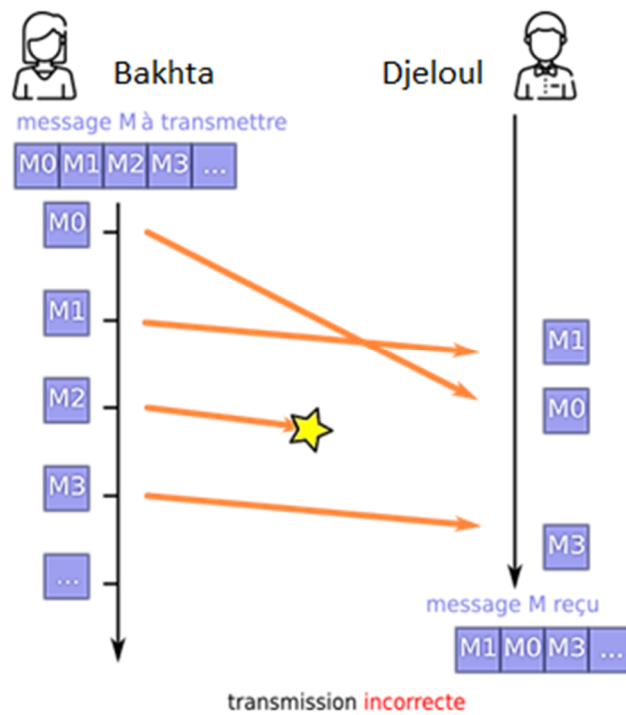 Bakhta
Djeloul
message M à transmettre
M0 M1 M2 M3 ...
M0
M1
M2
M3
...
M1
M0
M3
message M reçu
M1 M0 M3 ...
transmission incorrecte